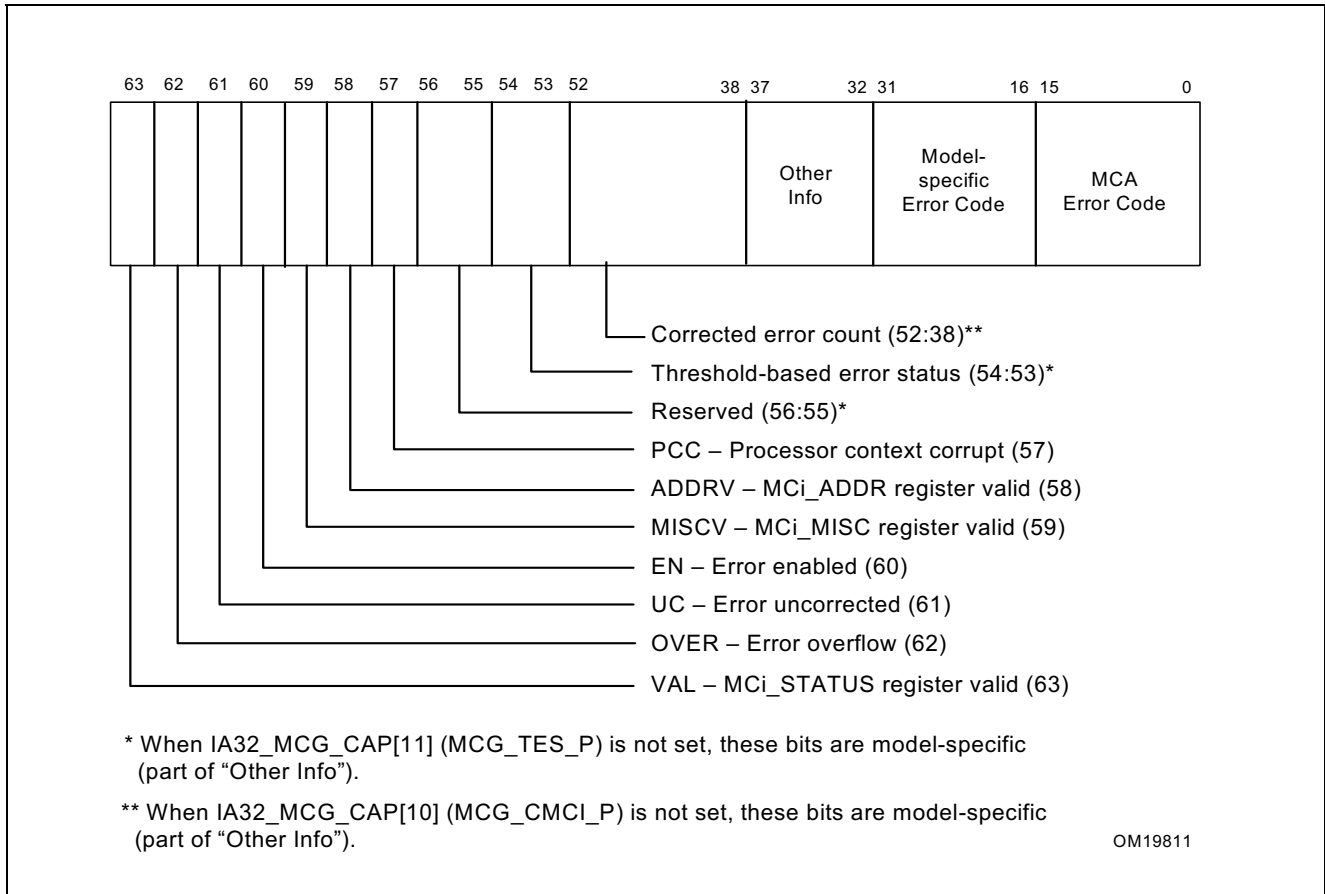 63 62 61 60 59 58 57 56 55 54 53 52 38 37 32 31 16 15 0
Other
Info
Model-
specific
Error Code
MCA
Error Code
Corrected error count (52:38)**
Threshold-based error status (54:53)*
Reserved (56:55)*
PCC – Processor context corrupt (57)
ADDRV – MCi_ADDR register valid (58)
MISCV – MCi_MISC register valid (59)
EN – Error enabled (60)
UC – Error uncorrected (61)
OVER – Error overflow (62)
VAL – MCi_STATUS register valid (63)
* When IA32_MCG_CAP[11] (MCG_TES_P) is not set, these bits are model-specific
(part of “Other Info”).
** When IA32_MCG_CAP[10] (MCG_CMCI_P) is not set, these bits are model-specific
(part of “Other Info”).
OM19811